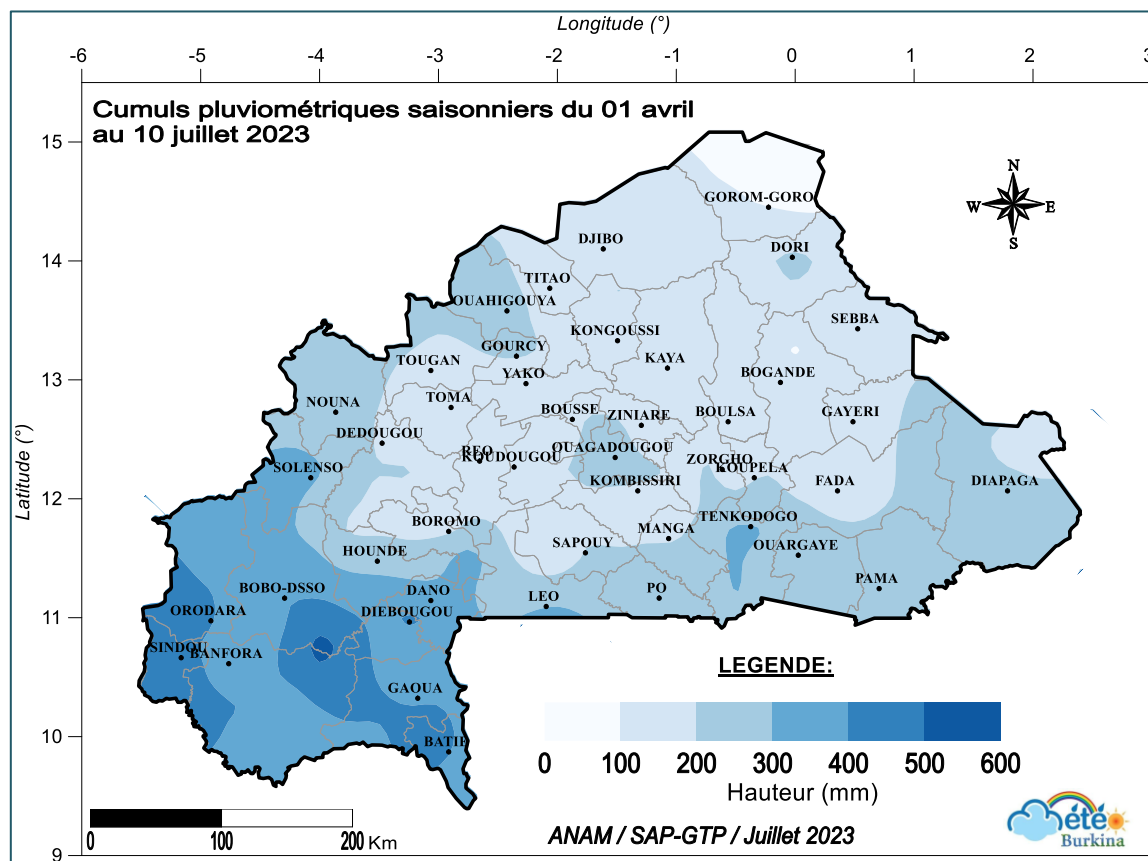 Longitude (°)
-6 -5 -4 -3 -2 -1 0 1 2 3
Cumuls pluviométriques saisonniers du 01 avril
au 10 juillet 2023
15
14
13
12
11
10
9
Latitude (°)
N
W E
S
GOROM-GORO
DJIBO
DORI
TITAO
OUAHIGOUYA
SEBBA
KONGOUSSI
GOURCY
TOUGAN
KAYA
YAKO
BOGANDE
TOMA
NOUNA
BOUSSE
ZINIARE
BOULSA
GAYERI
DEDOUGOU
REO
KOUDOUGOU
OUAGADOUGOU
ZORGHO
KOUPELA
SOLENSO
KOMBISSIRI
FADA
DIAPAGA
BOROMO
MANGA
TENKODOGO
HOUNDE
SAPOUY
OUARGAYE
BOBO-DSSO
DANO
LEO
PO
PAMA
ORODARA
DIEBOUGOU
SINDOU
BANFORA
GAOUA
BATIE
LEGENDE:
0 100 200 300 400 500 600
Hauteur (mm)
0 100 200 Km
ANAM / SAP-GTP / Juillet 2023
Météo
Burkina